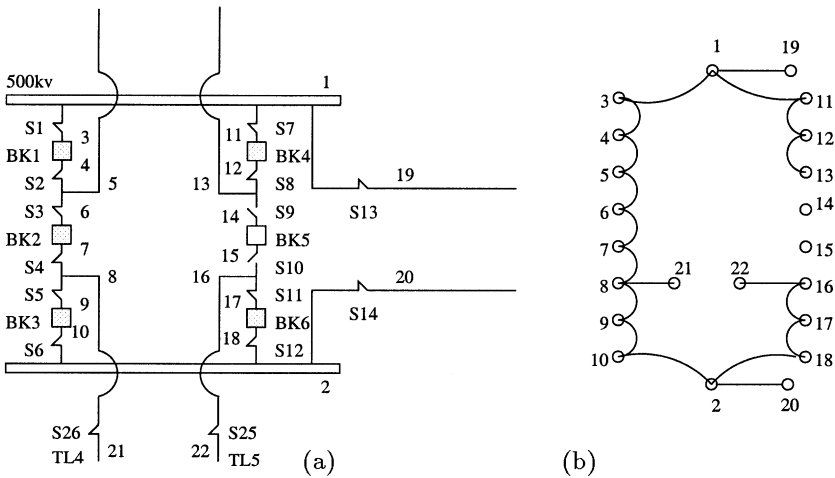 500kv 1
S1 3 11 S7
BK1 BK4
4 12
S2 5 13 S8 19
S3 6 14 S9 S13
BK2 BK5
7 15
S4 8 16 S10 20
S5 9 17 S11 S14
BK3 BK6
10 18
S6 S12
2
S26 S25
TL4 21 22 TL5
(a)
1 19
3 11
4 12
5 13
6 14
7 15
8 21 22 16
9 17
10 18
2 20
(b)